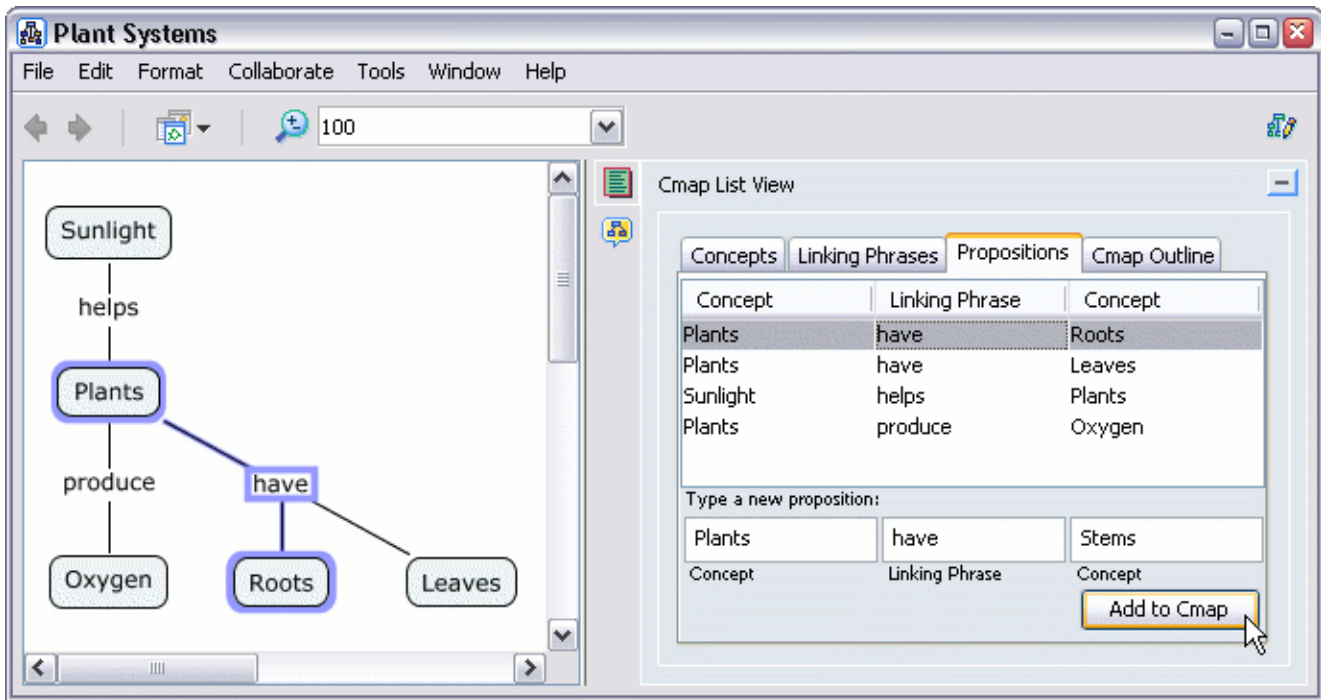 Plant Systems
File Edit Format Collaborate Tools Window Help
100
Sunlight
helps
Plants
produce
have
Oxygen
Roots
Leaves
Cmap List View
Concepts Linking Phrases Propositions Cmap Outline
Concept Linking Phrase Concept
Plants have Roots
Plants have Leaves
Sunlight helps Plants
Plants produce Oxygen
Type a new proposition:
Plants have Stems
Concept Linking Phrase Concept
Add to Cmap